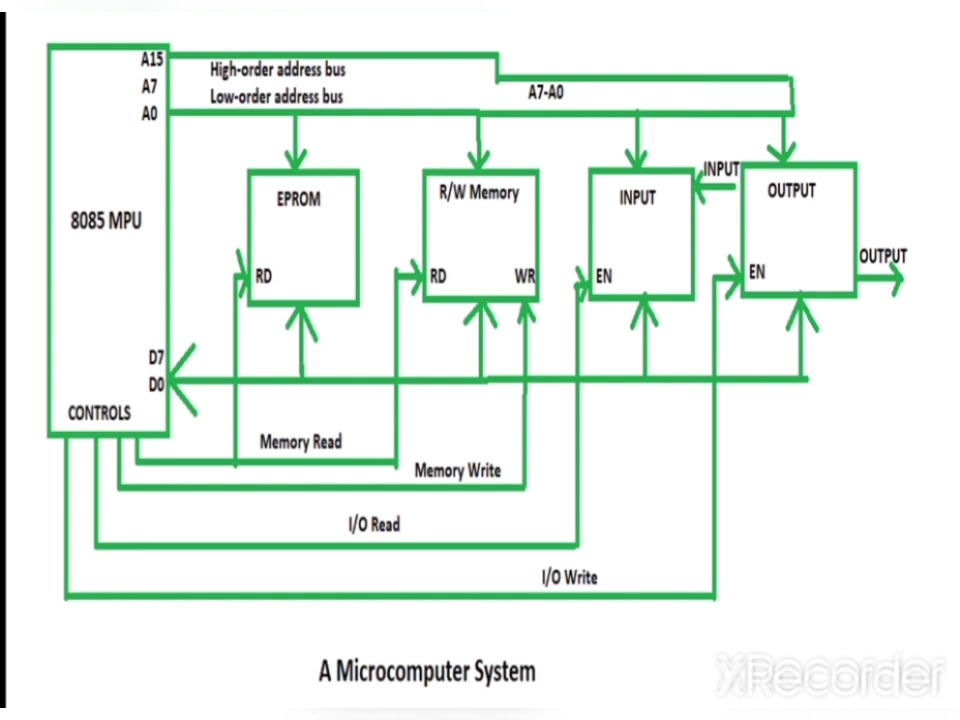 A15
High-order address bus
A7
A7-A0
Low-order address bus
A0
INPUT
EPROM
R/W Memory
INPUT
OUTPUT
8085 MPU
OUTPUT
RD
RD
WR
EN
EN
D7
D0
CONTROLS
Memory Read
Memory Write
I/O Read
I/O Write
A Microcomputer System
XRecorder